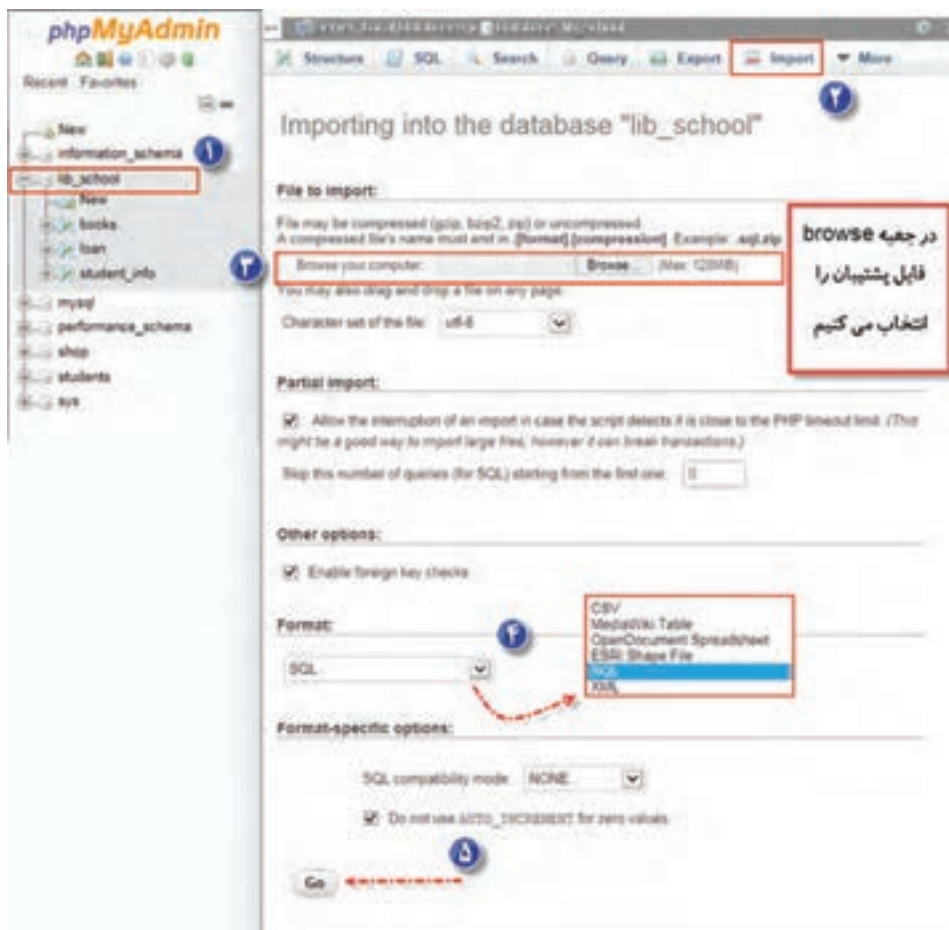 phpMyAdmin
Recent Favorites
New
information_schema
lib_school
New
books
loan
student_info
mysql
performance_schema
shop
students
sys
۱
Structure SQL Search Query Export Import More
۲
Importing into the database "lib_school"
File to import:
File may be compressed (gzip, bzip2, zip) or uncompressed.
A compressed file's name must end in .[format].[compression]. Example: .sql.zip
۳
Browse your computer: Browse... (Max: 128MB)
You may also drag and drop a file on any page.
Character set of the file: utf-8
در جعبه browse
فایل پشتیبان را
انتخاب می کنیم
Partial import:
Allow the interruption of an import in case the script detects it is close to the PHP timeout limit. (This
might be a good way to import large files, however it can break transactions.)
Skip this number of queries (for SQL) starting from the first one: 0
Other options:
Enable foreign key checks
Format:
۴
SQL
CSV
MediaWiki Table
OpenDocument Spreadsheet
ESRI Shape File
SQL
XML
Format-specific options:
SQL compatibility mode: NONE
Do not use AUTO_INCREMENT for zero values
۵
Go